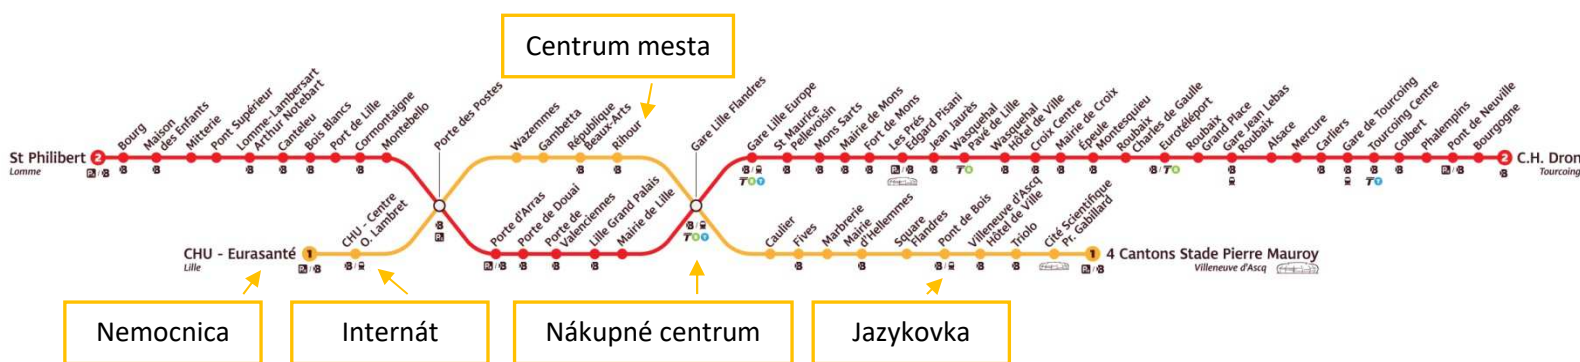 Centrum mesta
St Philibert
Lomme
2
Bourg
Maison
des Enfants
Mitterie
Pont Supérieur
Lomme-Lambersart
Arthur Notebart
Canteleu
Bois Blancs
Port de Lille
Cormontaigne
Montebello
Porte des Postes
Wazemmes
Gambetta
République
Beaux-Arts
Rihour
Gare Lille Flandres
Gare Lille Europe
St Maurice
Pellevoisin
Mons Sarts
Mairie de Mons
Fort de Mons
Les Prés
Edgard Pisani
Jean Jaurès
Wasquehal
Pavé de Lille
Wasquehal
Hôtel de Ville
Croix Centre
Mairie de Croix
Épeule
Montesquieu
Roubaix
Charles de Gaulle
Eurotéléport
Roubaix
Grand Place
Gare Jean Lebas
Roubaix
Alsace
Mercure
Carliers
Gare de Tourcoing
Tourcoing Centre
Colbert
Phalempins
Pont de Neuville
Bourgogne
2
C.H. Dron
Tourcoing
CHU - Eurasanté
Lille
1
CHU - Centre
O. Lambret
Porte d'Arras
Porte de Douai
Porte de
Valenciennes
Lille Grand Palais
Mairie de Lille
Caulier
Fives
Marbrerie
Mairie
d'Hellemmes
Square
Flandres
Pont de Bois
Villeneuve d'Ascq
Hôtel de Ville
Triolo
Cité Scientifique
Pr. Gabillard
1
4 Cantons Stade Pierre Mauroy
Villeneuve d'Ascq
Nemocnica
Internát
Nákupné centrum
Jazykovka